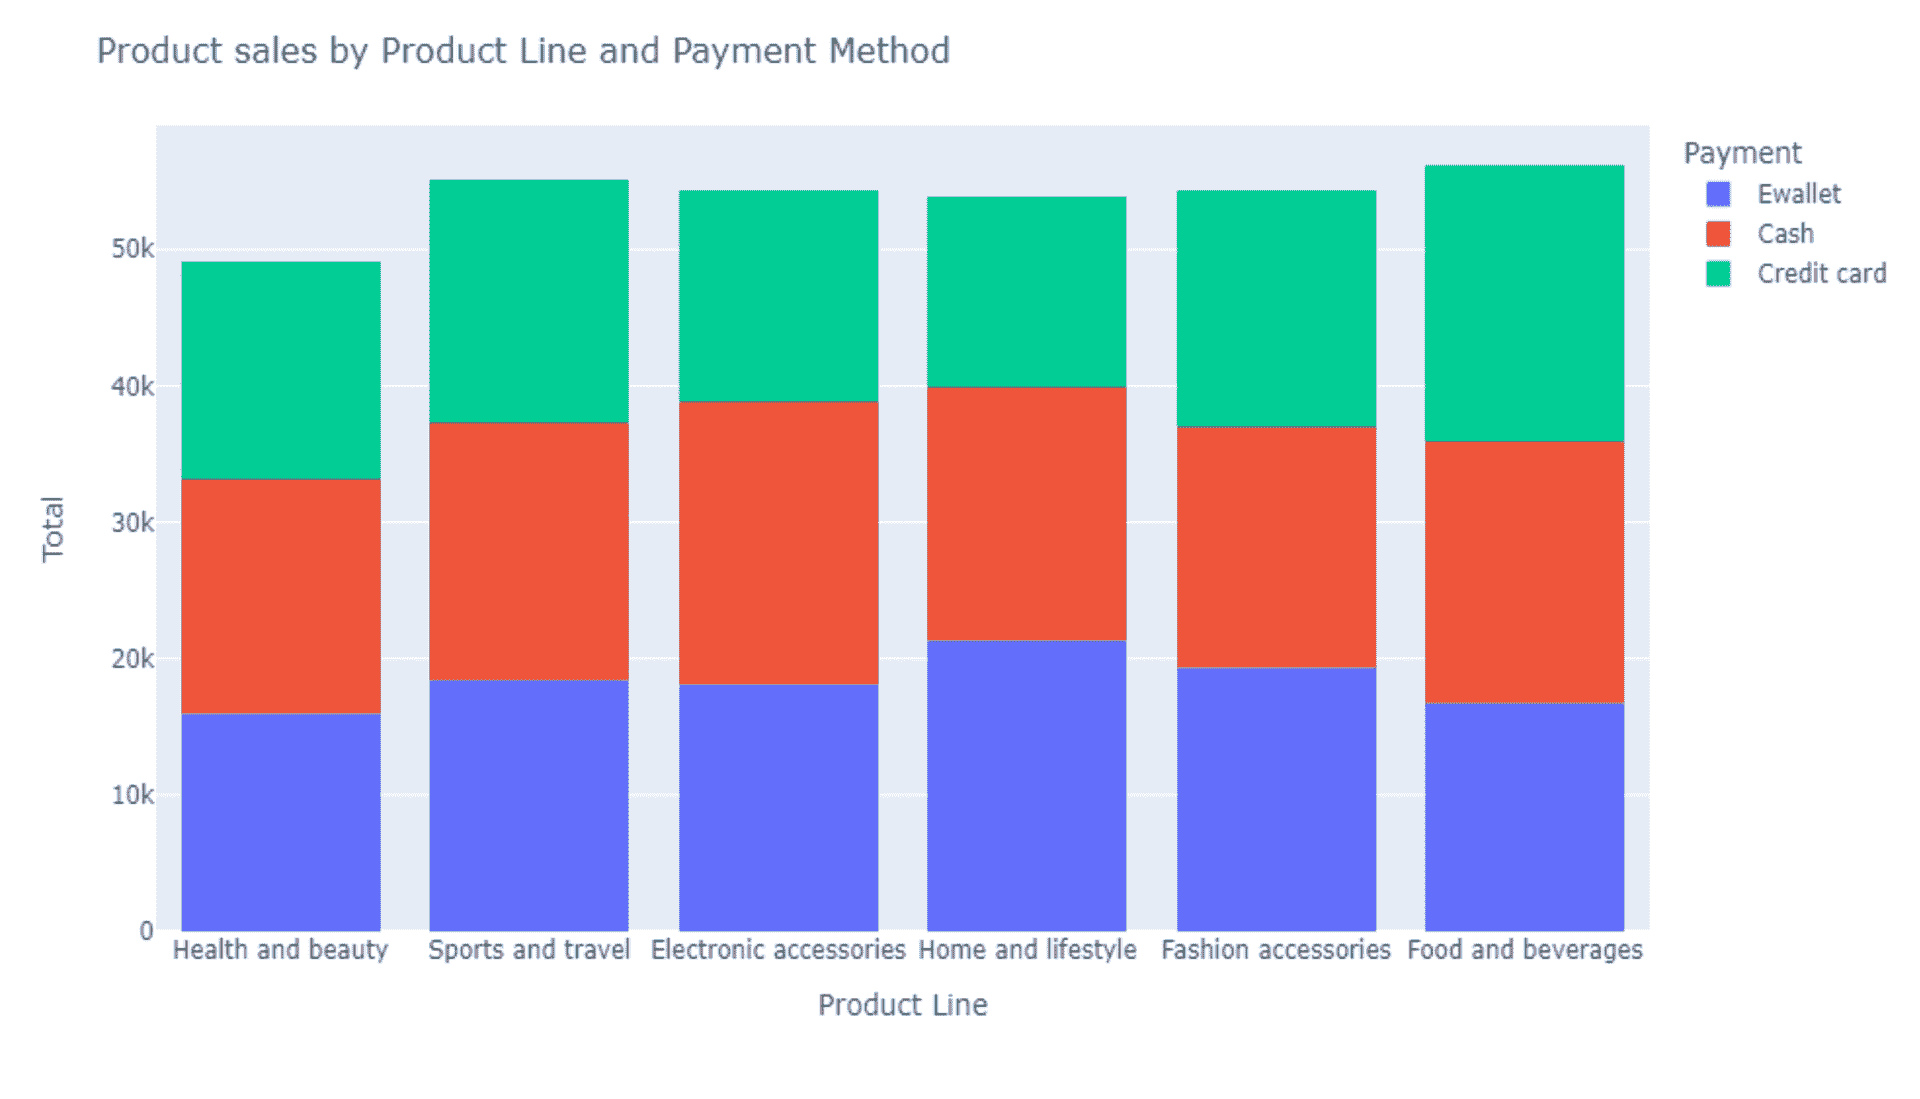 Product sales by Product Line and Payment Method
Payment
Ewallet
Cash
Credit card
Total
50k
40k
30k
20k
10k
0
Health and beauty
Sports and travel
Electronic accessories
Home and lifestyle
Fashion accessories
Food and beverages
Product Line